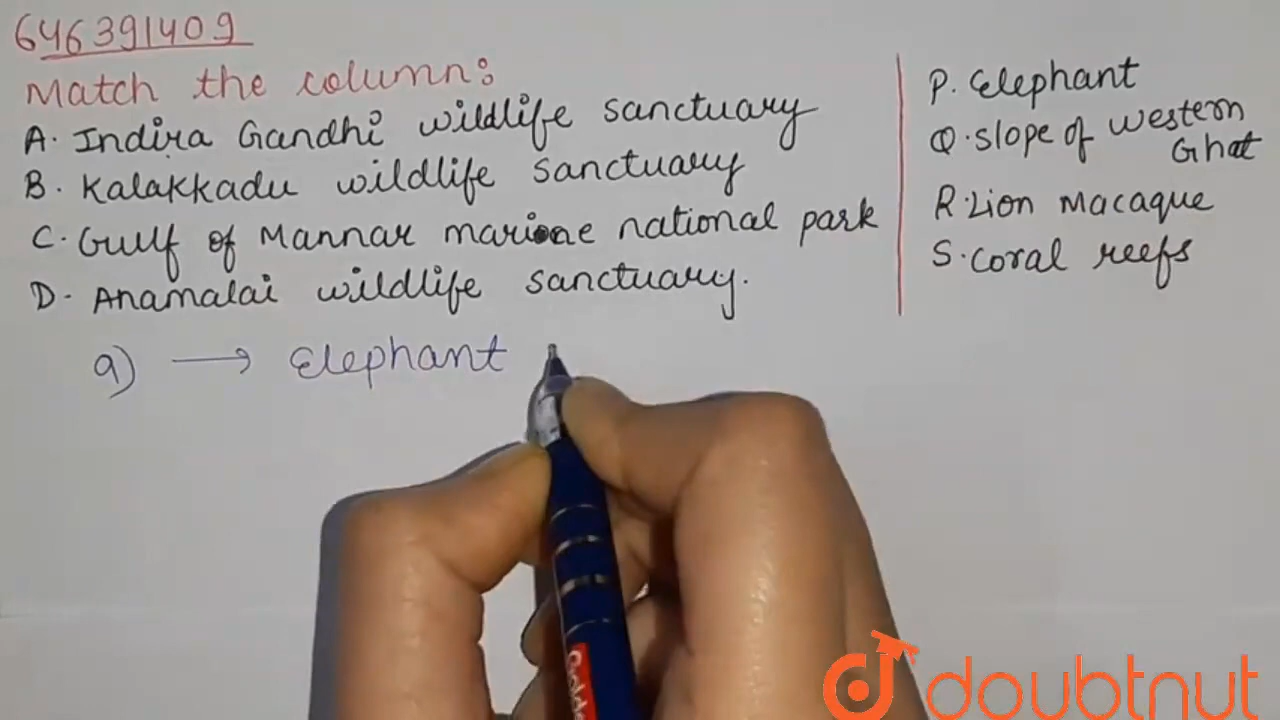 646391409
Match the column:
A. Indira Gandhi wildlife sanctuary
B. Kalakkadu wildlife sanctuary
C. Gulf of Mannar marine national park
D. Anamalai wildlife sanctuary.
P. Elephant
Q. Slope of western
Ghat
R. Lion Macaque
S. Coral reefs
a) → Elephant
doubtnut